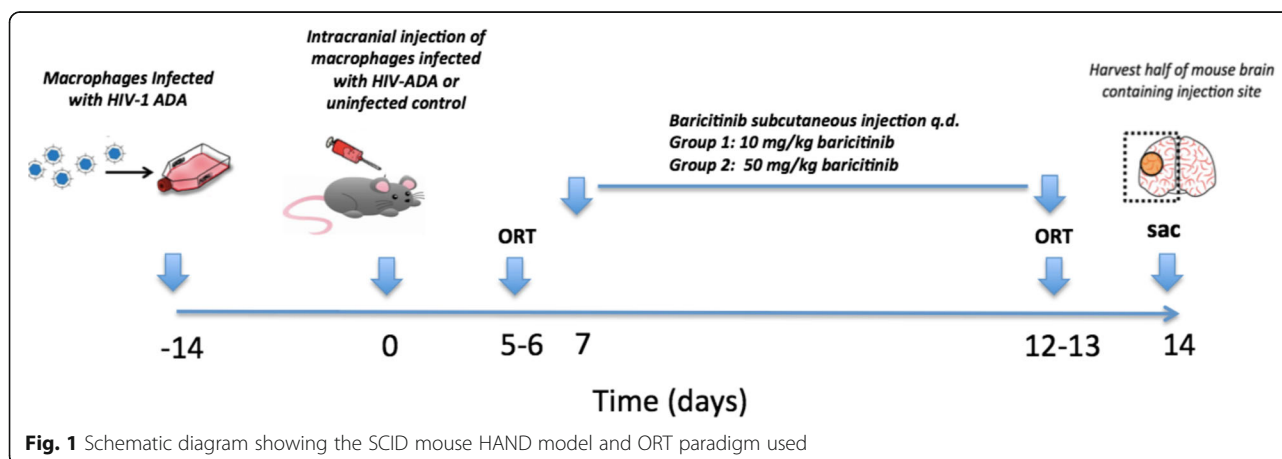 Macrophages Infected
with HIV-1 ADA
Intracranial injection of
macrophages infected
with HIV-ADA or
uninfected control
Baricitinib subcutaneous injection q.d.
Group 1: 10 mg/kg baricitinib
Group 2: 50 mg/kg baricitinib
Harvest half of mouse brain
containing injection site
ORT
ORT
sac
-14
0
5-6
7
12-13
14
Time (days)
Fig. 1 Schematic diagram showing the SCID mouse HAND model and ORT paradigm used